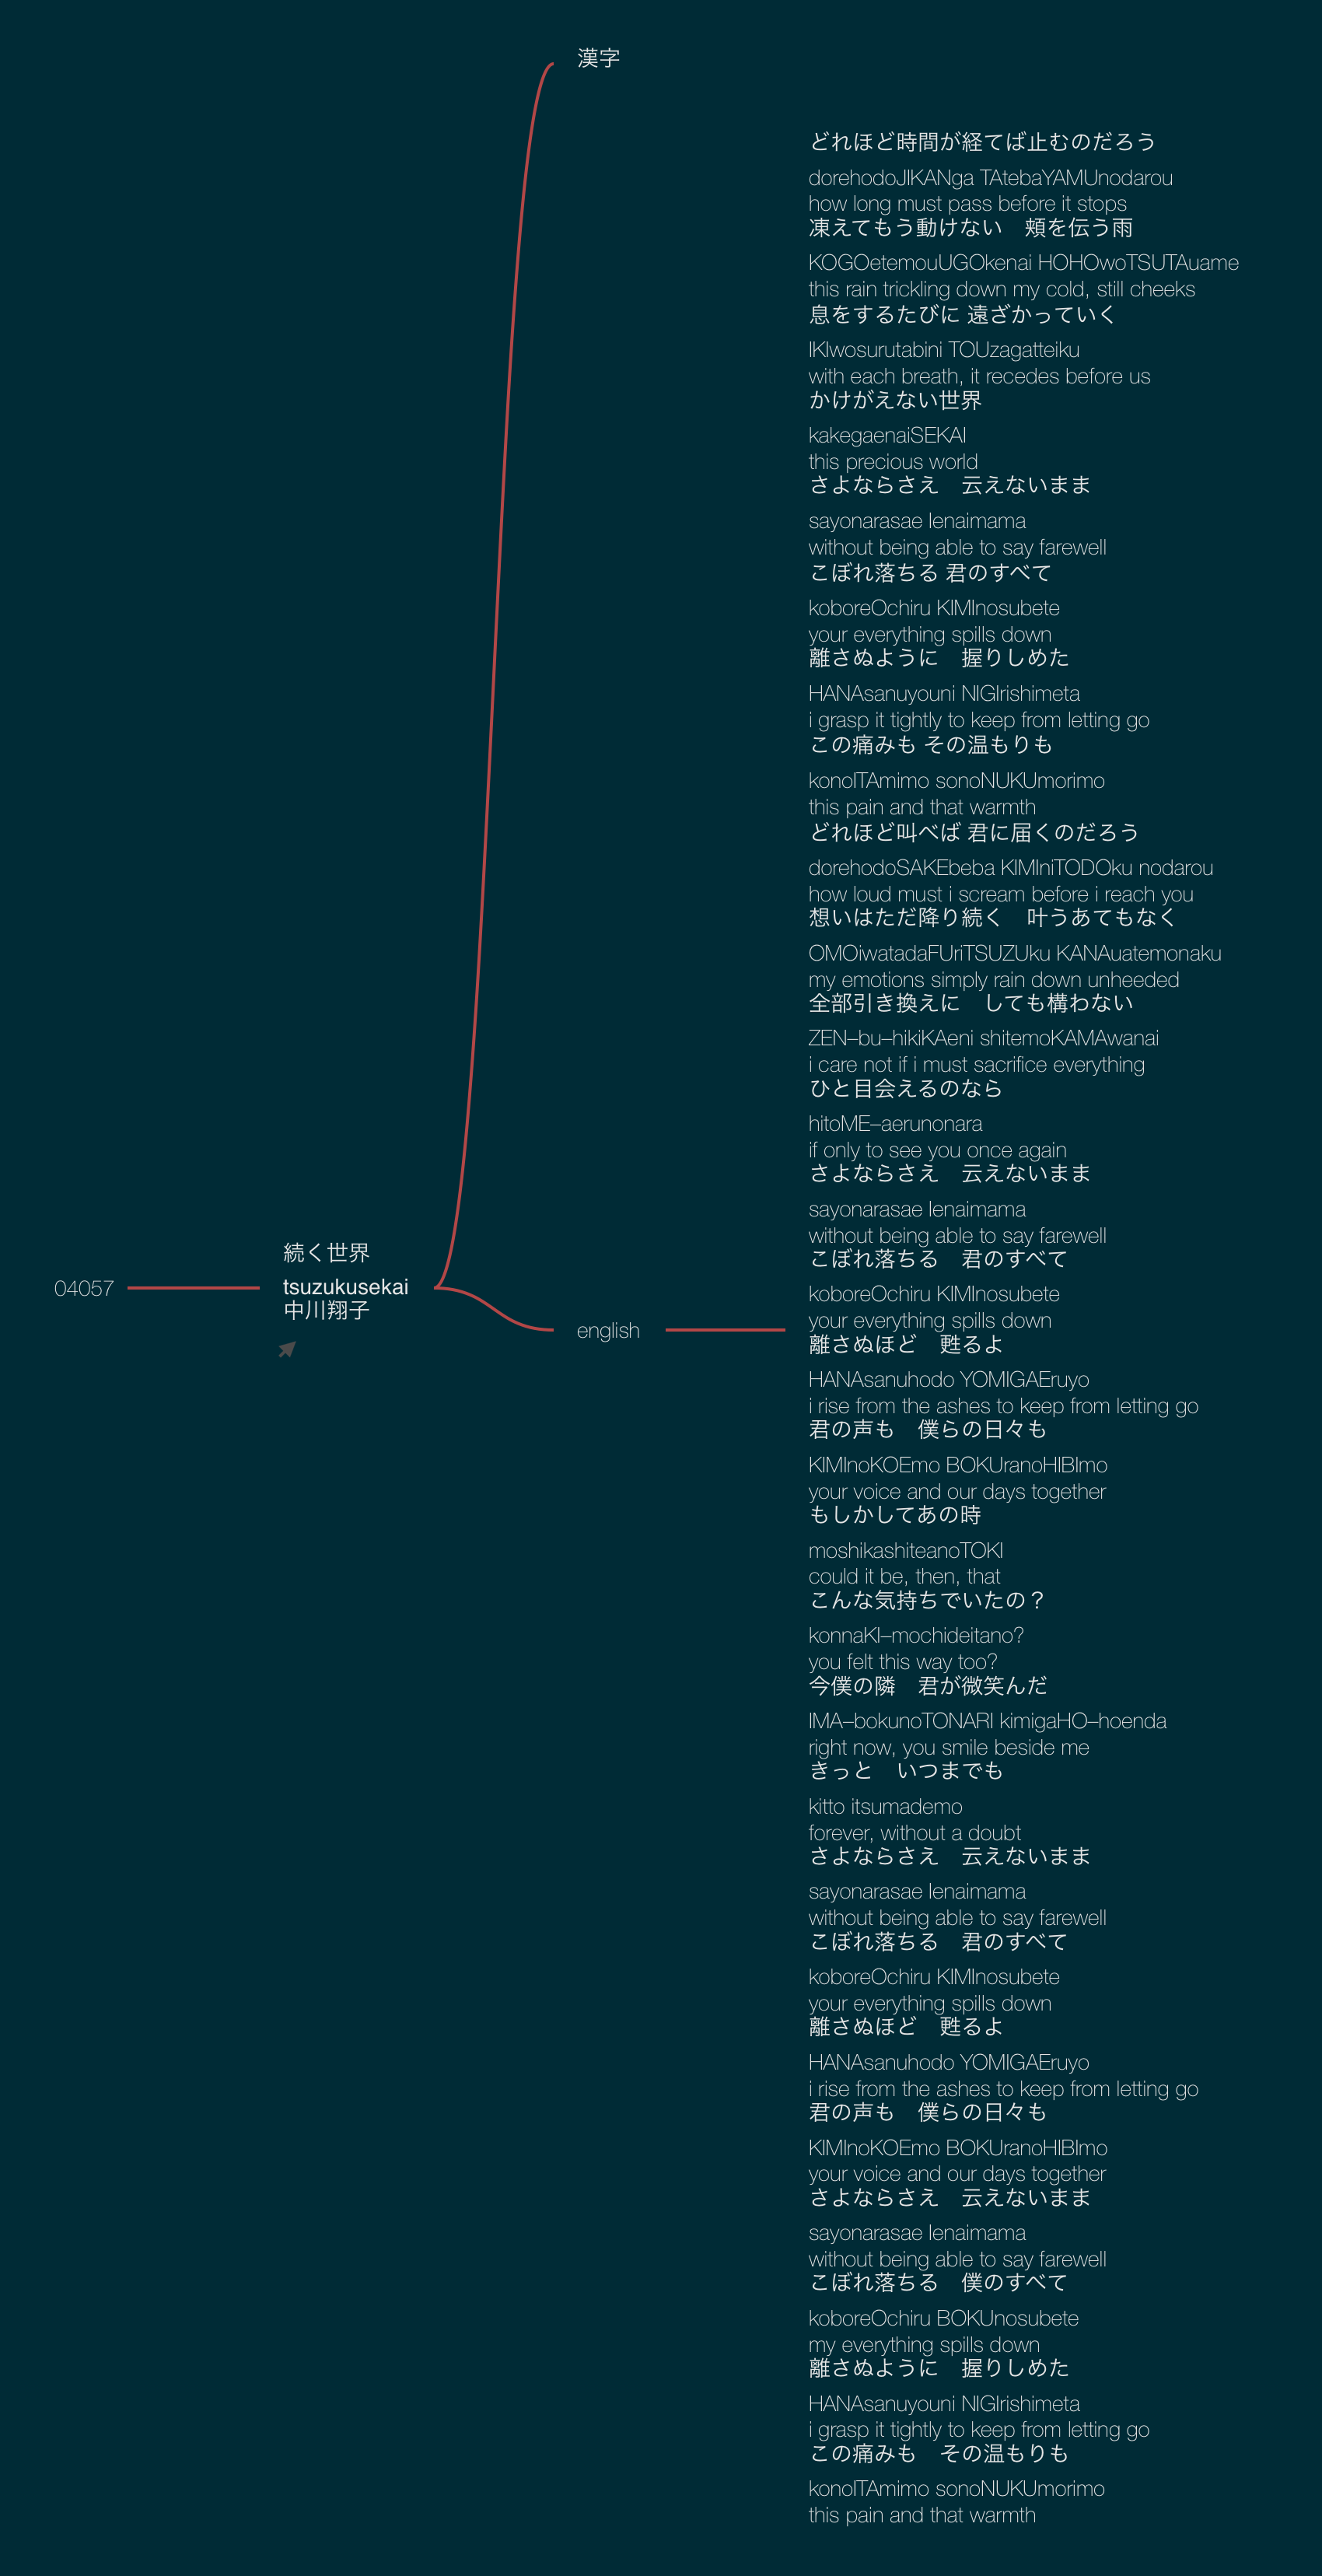 漢字
04057
続く世界
tsuzukusekai
中川翔子
english
どれほど時間が経てば止むのだろう
dorehodoJIKANga TAtebaYAMUnodarou
how long must pass before it stops
凍えてもう動けない　頬を伝う雨
KOGOetemouUGOkenai HOHOwoTSUTAuame
this rain trickling down my cold, still cheeks
息をするたびに 遠ざかっていく
IKIwosurutabini TOUzagatteiku
with each breath, it recedes before us
かけがえない世界
kakegaenaiSEKAI
this precious world
さよならさえ　云えないまま
sayonarasae Ienaimama
without being able to say farewell
こぼれ落ちる 君のすべて
koboreOchiru KIMInosubete
your everything spills down
離さぬように　握りしめた
HANAsanuyouni NIGIrishimeta
i grasp it tightly to keep from letting go
この痛みも その温もりも
konoITAmimo sonoNUKUmorimo
this pain and that warmth
どれほど叫べば 君に届くのだろう
dorehodoSAKEbeba KIMIniTODOku nodarou
how loud must i scream before i reach you
想いはただ降り続く　叶うあてもなく
OMOiwatadaFUriTSUZUku KANAuatemonaku
my emotions simply rain down unheeded
全部引き換えに　しても構わない
ZEN–bu–hikiKAeni shitemoKAMAwanai
i care not if i must sacrifice everything
ひと目会えるのなら
hitoME–aerunonara
if only to see you once again
さよならさえ　云えないまま
sayonarasae Ienaimama
without being able to say farewell
こぼれ落ちる　君のすべて
koboreOchiru KIMInosubete
your everything spills down
離さぬほど　甦るよ
HANAsanuhodo YOMIGAEruyo
i rise from the ashes to keep from letting go
君の声も　僕らの日々も
KIMInoKOEmo BOKUranoHIBImo
your voice and our days together
もしかしてあの時
moshikashiteanoTOKI
could it be, then, that
こんな気持ちでいたの？
konnaKI–mochideitano?
you felt this way too?
今僕の隣　君が微笑んだ
IMA–bokunoTONARI kimigaHO–hoenda
right now, you smile beside me
きっと　いつまでも
kitto itsumademo
forever, without a doubt
さよならさえ　云えないまま
sayonarasae Ienaimama
without being able to say farewell
こぼれ落ちる　君のすべて
koboreOchiru KIMInosubete
your everything spills down
離さぬほど　甦るよ
HANAsanuhodo YOMIGAEruyo
i rise from the ashes to keep from letting go
君の声も　僕らの日々も
KIMInoKOEmo BOKUranoHIBImo
your voice and our days together
さよならさえ　云えないまま
sayonarasae Ienaimama
without being able to say farewell
こぼれ落ちる　僕のすべて
koboreOchiru BOKUnosubete
my everything spills down
離さぬように　握りしめた
HANAsanuyouni NIGIrishimeta
i grasp it tightly to keep from letting go
この痛みも　その温もりも
konoITAmimo sonoNUKUmorimo
this pain and that warmth